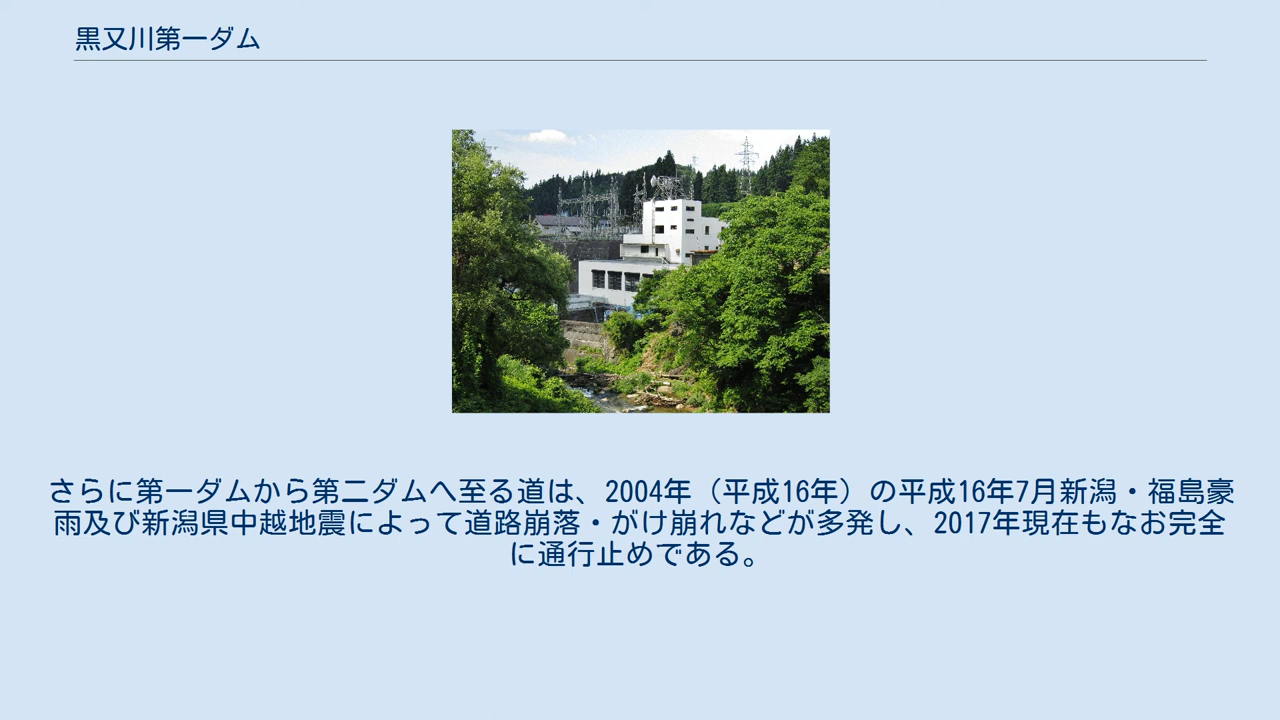 黒又川第一ダム
さらに第一ダムから第二ダムへ至る道は、2004年（平成16年）の平成16年7月新潟・福島豪
雨及び新潟県中越地震によって道路崩落・がけ崩れなどが多発し、2017年現在もなお完全
に通行止めである。